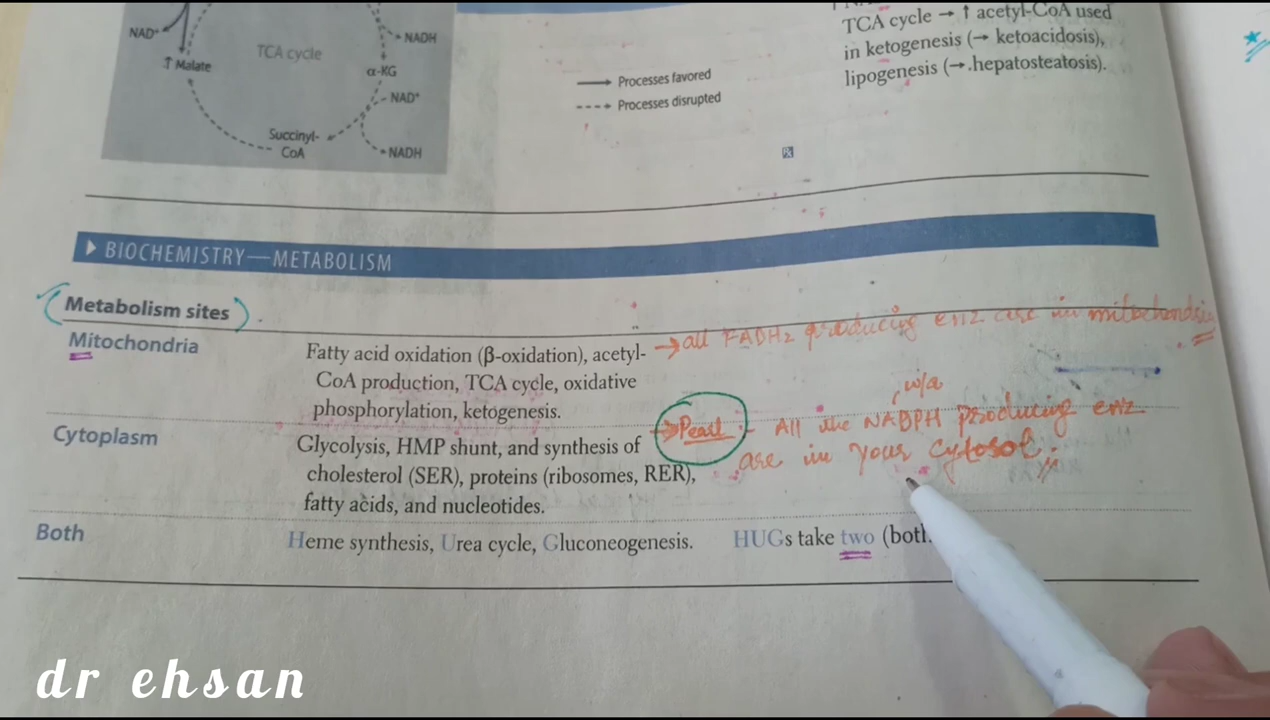 NAD+
↑ Malate
TCA cycle
NADH
α-KG
NAD+
Succinyl-
CoA
NADH
Processes favored
Processes disrupted
TCA cycle → ↑ acetyl-CoA used
in ketogenesis (→ ketoacidosis),
lipogenesis (→ hepatosteatosis).
Rx
BIOCHEMISTRY—METABOLISM
Metabolism sites
Mitochondria
Fatty acid oxidation (β-oxidation), acetyl-
CoA production, TCA cycle, oxidative
phosphorylation, ketogenesis.
→ all FADH2 producing enz are in mitochondria
Cytoplasm
Glycolysis, HMP shunt, and synthesis of
cholesterol (SER), proteins (ribosomes, RER),
fatty acids, and nucleotides.
→ Pearl :- All the NABPH producing enz
are in your cytosol.
Both
Heme synthesis, Urea cycle, Gluconeogenesis.
HUGs take two (both
dr ehsan